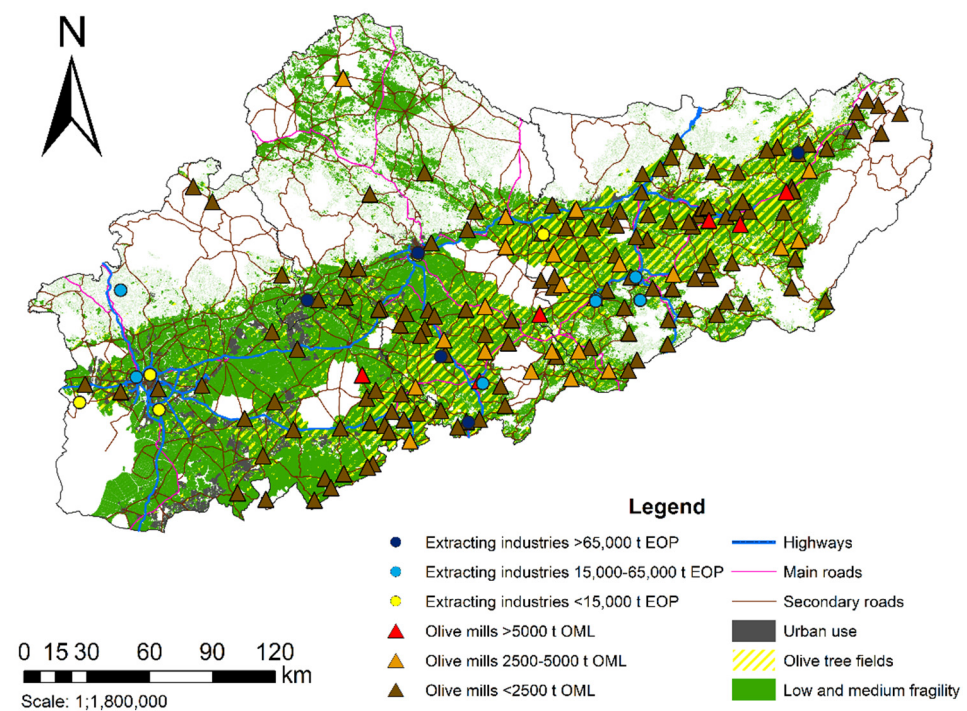 N
Legend
Extracting industries >65,000 t EOP
Extracting industries 15,000-65,000 t EOP
Extracting industries <15,000 t EOP
Olive mills >5000 t OML
Olive mills 2500-5000 t OML
Olive mills <2500 t OML
Highways
Main roads
Secondary roads
Urban use
Olive tree fields
Low and medium fragility
0 15 30 60 90 120
km
Scale: 1;1,800,000